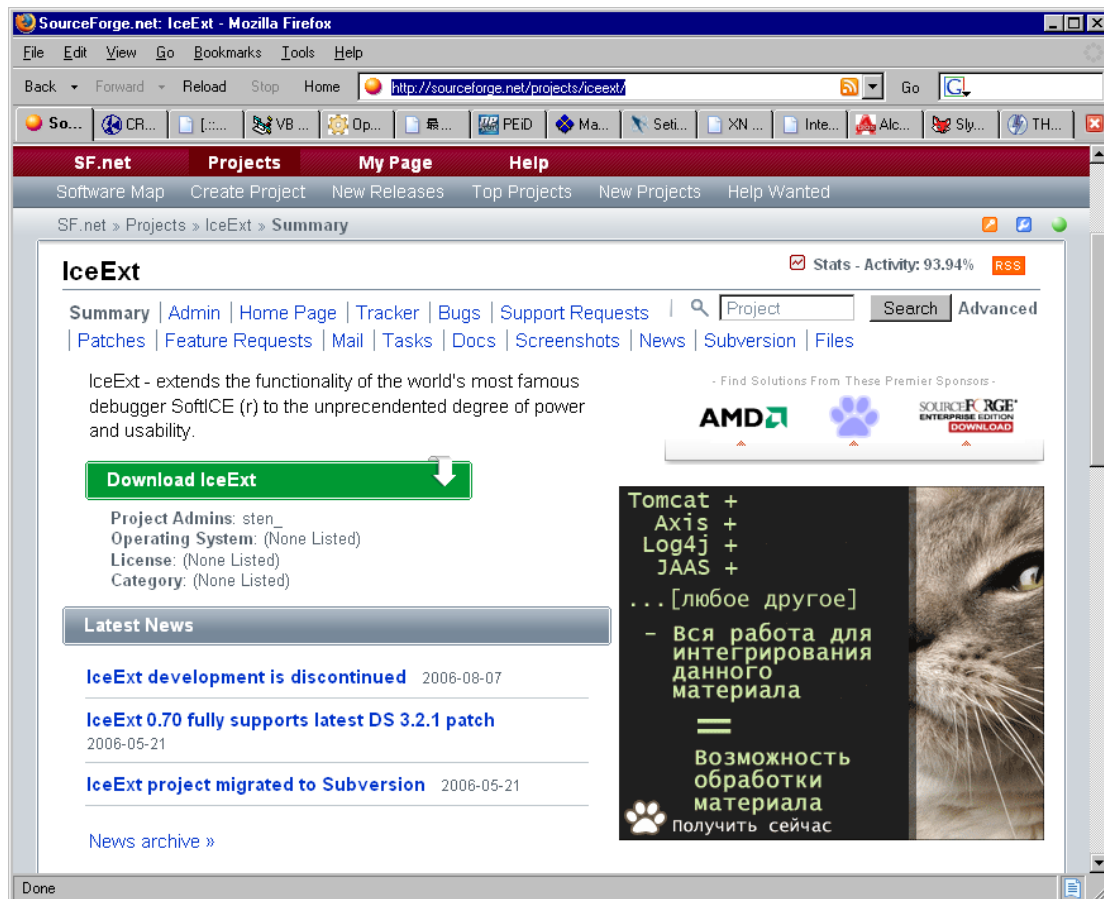 SourceForge.net: IceExt - Mozilla Firefox
File Edit View Go Bookmarks Tools Help
Back Forward Reload Stop Home http://sourceforge.net/projects/iceext/ Go G
So... CR... [.::... VB ... Op... 最... PEiD Ma... Seti... XN ... Inte... Alc... Sly... TH...
SF.net Projects My Page Help
Software Map Create Project New Releases Top Projects New Projects Help Wanted
SF.net » Projects » IceExt » Summary
IceExt
Stats - Activity: 93.94% RSS
Summary | Admin | Home Page | Tracker | Bugs | Support Requests | Project Search Advanced
| Patches | Feature Requests | Mail | Tasks | Docs | Screenshots | News | Subversion | Files
IceExt - extends the functionality of the world's most famous
debugger SoftICE (r) to the unprecendented degree of power
and usability.
- Find Solutions From These Premier Sponsors -
AMD
SOURCEFORGE
ENTERPRISE EDITION
DOWNLOAD
Download IceExt
Project Admins: sten_
Operating System: (None Listed)
License: (None Listed)
Category: (None Listed)
Latest News
IceExt development is discontinued 2006-08-07
IceExt 0.70 fully supports latest DS 3.2.1 patch
2006-05-21
IceExt project migrated to Subversion 2006-05-21
News archive »
Tomcat +
Axis +
Log4j +
JAAS +
...[любое другое]
- Вся работа для
интегрирования
данного
материала
=
Возможность
обработки
материала
Получить сейчас
Done